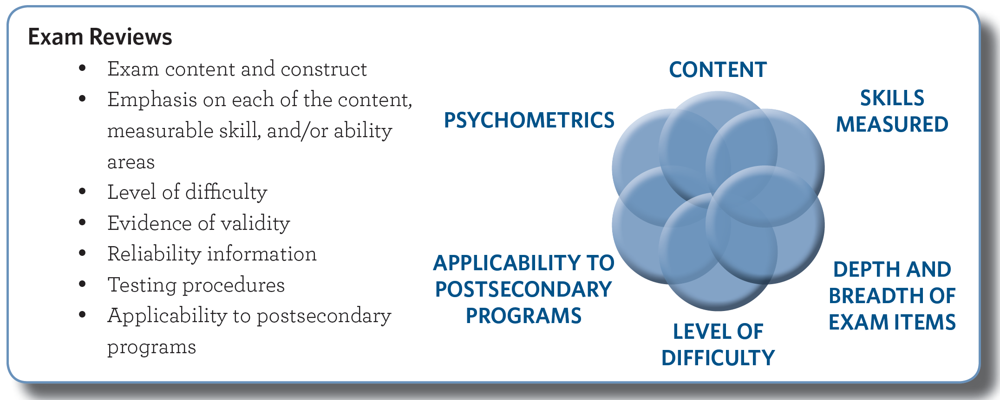 Exam Reviews
• Exam content and construct
• Emphasis on each of the content,
measurable skill, and/or ability
areas
• Level of difficulty
• Evidence of validity
• Reliability information
• Testing procedures
• Applicability to postsecondary
programs
CONTENT
SKILLS
MEASURED
PSYCHOMETRICS
APPLICABILITY TO
POSTSECONDARY
PROGRAMS
DEPTH AND
BREADTH OF
EXAM ITEMS
LEVEL OF
DIFFICULTY